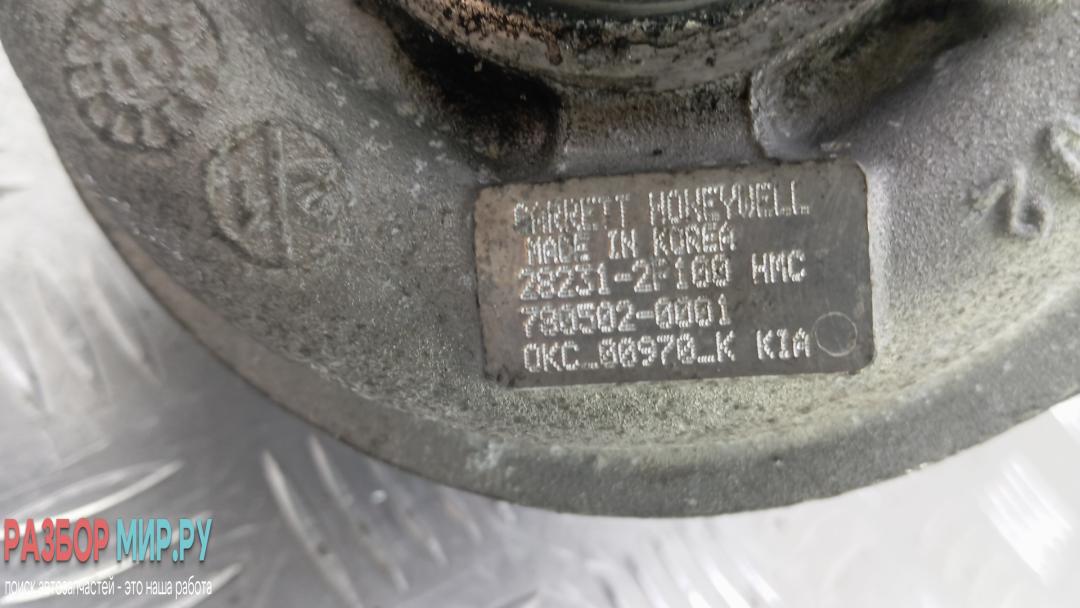 GARRETT HONEYWELL
MADE IN KOREA
28231-2F100 HMC
780502-0001
OKC_00970_K KIA
РАЗБОР МИР.РУ
поиск автозапчастей - это наша работа